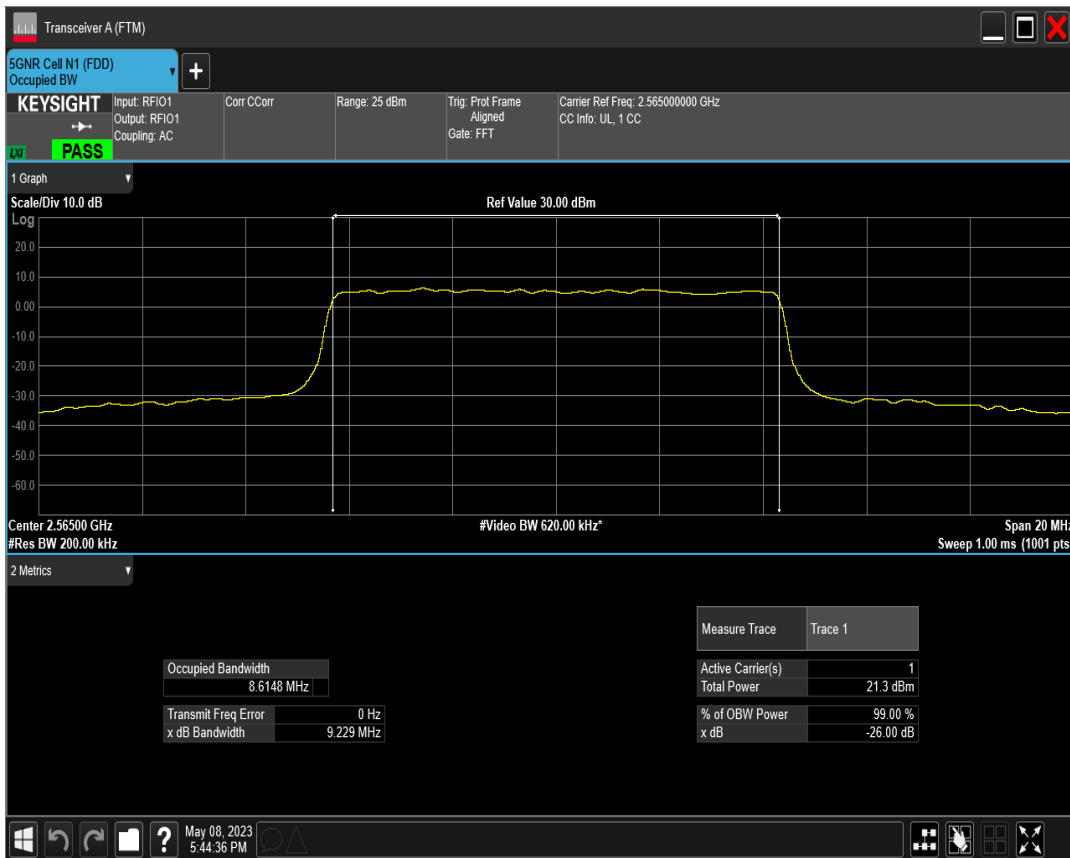 Transceiver A (FTM)
5GNR Cell N1 (FDD)
Occupied BW
+
KEYSIGHT
LXI
PASS
Input: RFIO1
Output: RFIO1
Coupling: AC
Corr CCorr
Range: 25 dBm
Trig: Prot Frame
Aligned
Gate: FFT
Carrier Ref Freq: 2.565000000 GHz
CC Info: UL, 1 CC
1 Graph
Scale/Div 10.0 dB
Ref Value 30.00 dBm
Log
20.0
10.0
0.00
-10.0
-20.0
-30.0
-40.0
-50.0
-60.0
Center 2.56500 GHz
#Video BW 620.00 kHz*
Span 20 MHz
#Res BW 200.00 kHz
Sweep 1.00 ms (1001 pts
2 Metrics
Measure Trace Trace 1
Occupied Bandwidth
8.6148 MHz
Active Carrier(s) 1
Total Power 21.3 dBm
Transmit Freq Error 0 Hz
x dB Bandwidth 9.229 MHz
% of OBW Power 99.00 %
x dB -26.00 dB
?
May 08, 2023
5:44:36 PM